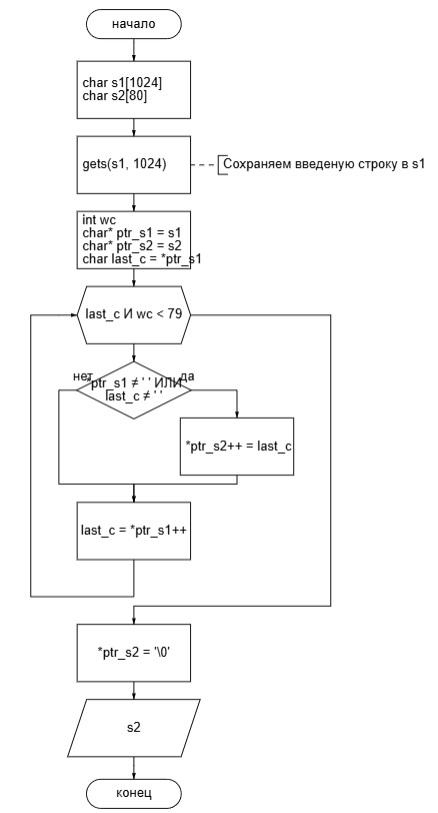 начало
char s1[1024]
char s2[80]
gets(s1, 1024)
Сохраняем введеную строку в s1
int wc
char* ptr_s1 = s1
char* ptr_s2 = s2
char last_c = *ptr_s1
last_c И wc < 79
нет
да
*ptr_s1 ≠ ' ' ИЛИ
last_c ≠ ' '
*ptr_s2++ = last_c
last_c = *ptr_s1++
*ptr_s2 = '\0'
s2
конец